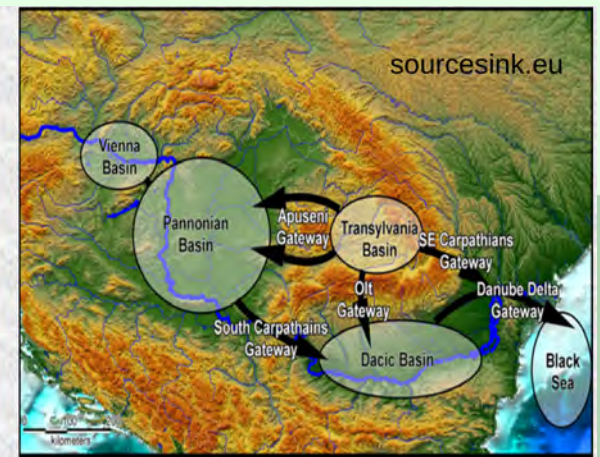 sourcesink.eu
Vienna
Basin
Pannonian
Basin
Apuseni
Gateway
Transylvania
Basin
SE Carpathians
Gateway
Olt
Gateway
Danube Delta
Gateway
South Carpathains
Gateway
Dacic Basin
Black
Sea
kilometers